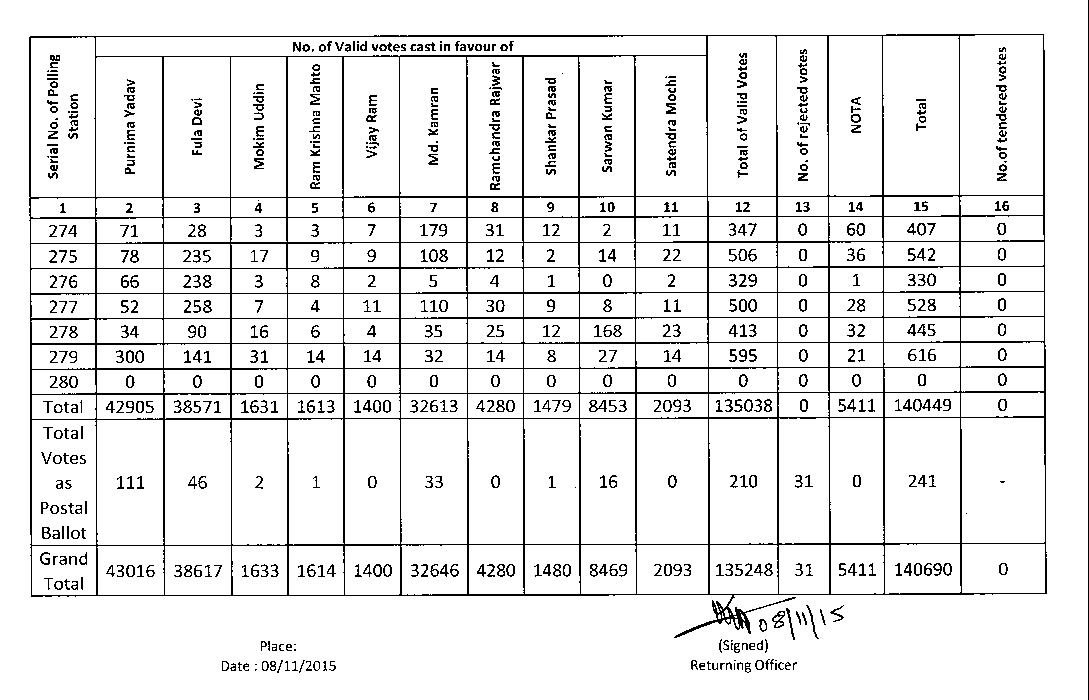 No. of Valid votes cast in favour of
Serial No. of Polling Station | Purnima Yadav | Fula Devi | Mokim Uddin | Ram Krishna Mahto | Vijay Ram | Md. Kamran | Ramchandra Rajwar | Shankar Prasad | Sarwan Kumar | Satendra Mochi | Total of Valid Votes | No. of rejected votes | NOTA | Total | No.of tendered votes
1 2 3 4 5 6 7 8 9 10 11 12 13 14 15 16
274 71 28 3 3 7 179 31 12 2 11 347 0 60 407 0
275 78 235 17 9 9 108 12 2 14 22 506 0 36 542 0
276 66 238 3 8 2 5 4 1 0 2 329 0 1 330 0
277 52 258 7 4 11 110 30 9 8 11 500 0 28 528 0
278 34 90 16 6 4 35 25 12 168 23 413 0 32 445 0
279 300 141 31 14 14 32 14 8 27 14 595 0 21 616 0
280 0 0 0 0 0 0 0 0 0 0 0 0 0 0 0
Total 42905 38571 1631 1613 1400 32613 4280 1479 8453 2093 135038 0 5411 140449 0
Total
Votes
as 111 46 2 1 0 33 0 1 16 0 210 31 0 241 -
Postal
Ballot
Grand
Total 43016 38617 1633 1614 1400 32646 4280 1480 8469 2093 135248 31 5411 140690 0
08/11/15
Place: (Signed)
Date : 08/11/2015 Returning Officer